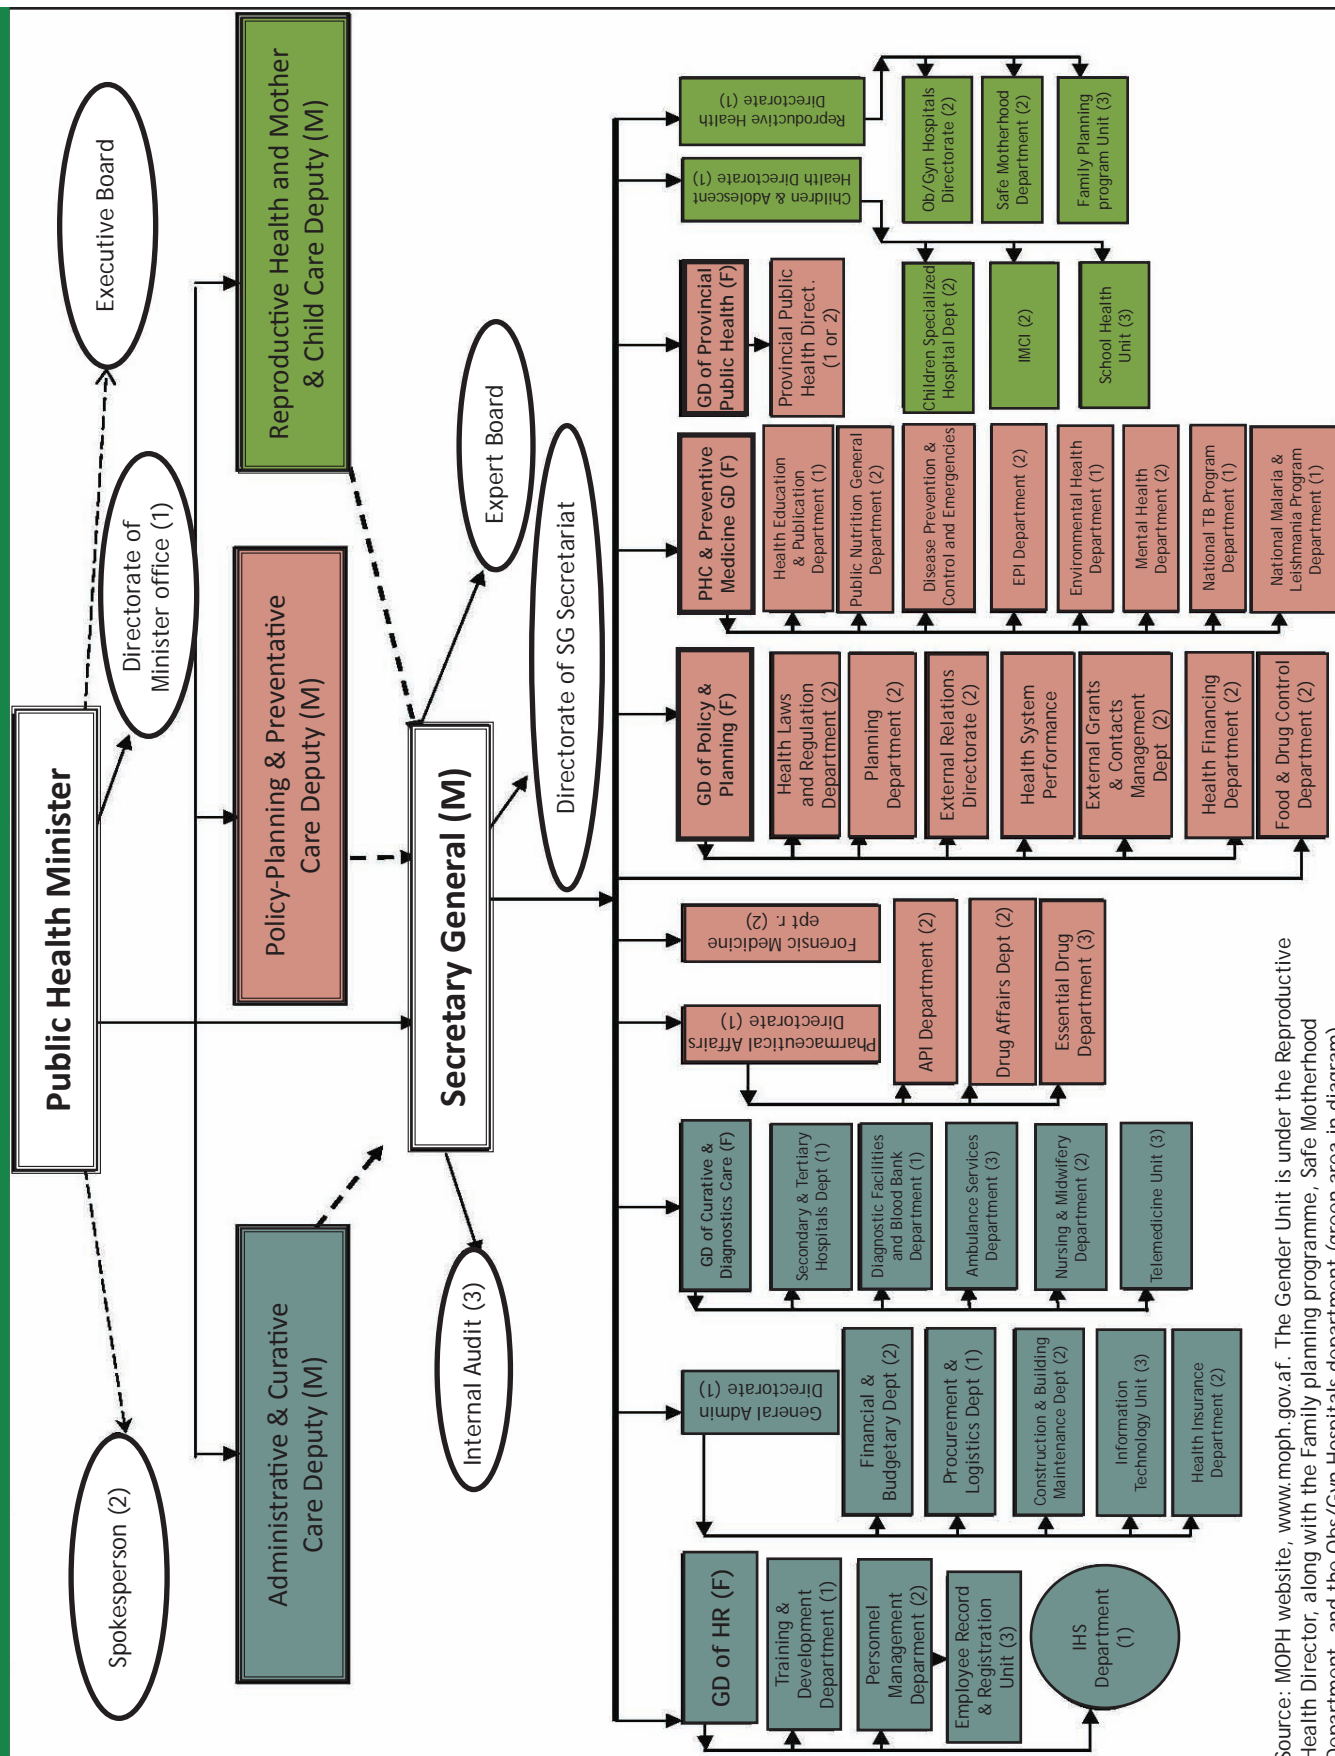 Public Health Minister
Spokesperson (2)
Directorate of
Minister office (1)
Executive Board
Administrative & Curative
Care Deputy (M)
Policy-Planning & Preventative
Care Deputy (M)
Reproductive Health and Mother
& Child Care Deputy (M)
Secretary General (M)
Internal Audit (3)
Expert Board
Directorate of SG Secretariat
GD of HR (F)
Training &
Development
Department (1)
Personnel
Management
Deparment (2)
Employee Record
& Registration
Unit (3)
IHS
Department
(1)
General Admin
Directorate (1)
Financial &
Budgetary Dept (2)
Procurement &
Logistics Dept (1)
Construction & Building
Maintenance Dept (2)
Information
Technology Unit (3)
Health Insurance
Department (2)
GD of Curative &
Diagnostics Care (F)
Secondary & Tertiary
Hospitals Dept (1)
Diagnostic Facilities
and Blood Bank
Department (1)
Ambulance Services
Department (3)
Nursing & Midwifery
Department (2)
Telemedicine Unit (3)
Pharmaceutical Affairs
Directorate (1)
API Department (2)
Drug Affairs Dept (2)
Essential Drug
Department (3)
Forensic Medicine
ept r. (2)
GD of Policy &
Planning (F)
Health Laws
and Regulation
Department (2)
Planning
Department (2)
External Relations
Directorate (2)
Health System
Performance
External Grants
& Contacts
Management
Dept (2)
Health Financing
Department (2)
Food & Drug Control
Department (2)
PHC & Preventive
Medicine GD (F)
Health Education
& Publication
Department (1)
Public Nutrition General
Department (2)
Disease Prevention &
Control and Emergencies
EPI Department (2)
Environmental Health
Department (1)
Mental Health
Department (2)
National TB Program
Department (1)
National Malaria &
Leishmania Program
Department (1)
GD of Provincial
Public Health (F)
Provincial Public
Health Direct.
(1 or 2)
Children & Adolescent
Health Directorate (1)
Children Specialized
Hospital Dept (2)
IMCI (2)
School Health
Unit (3)
Reproductive Health
Directorate (1)
Ob/Gyn Hospitals
Directorate (2)
Safe Motherhood
Department (2)
Family Planning
program Unit (3)
Source: MOPH website, www.moph.gov.af. The Gender Unit is under the Reproductive
Health Director, along with the Family planning programme, Safe Motherhood
Department, and the Obs/Gyn Hospitals department (green area in diagram)